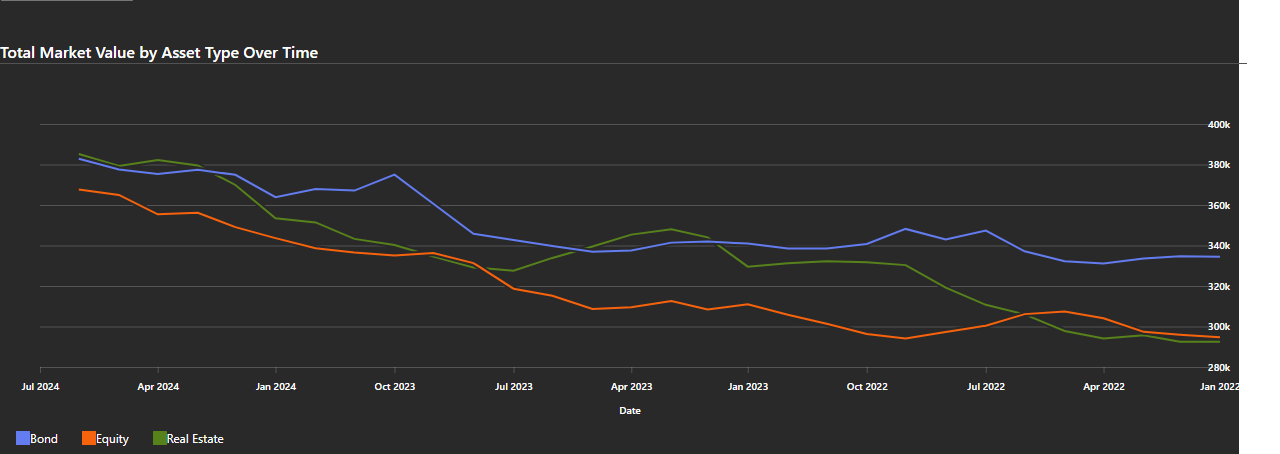 Total Market Value by Asset Type Over Time
400k
380k
360k
340k
320k
300k
280k
Jul 2024 Apr 2024 Jan 2024 Oct 2023 Jul 2023 Apr 2023 Jan 2023 Oct 2022 Jul 2022 Apr 2022 Jan 2022
Date
Bond Equity Real Estate